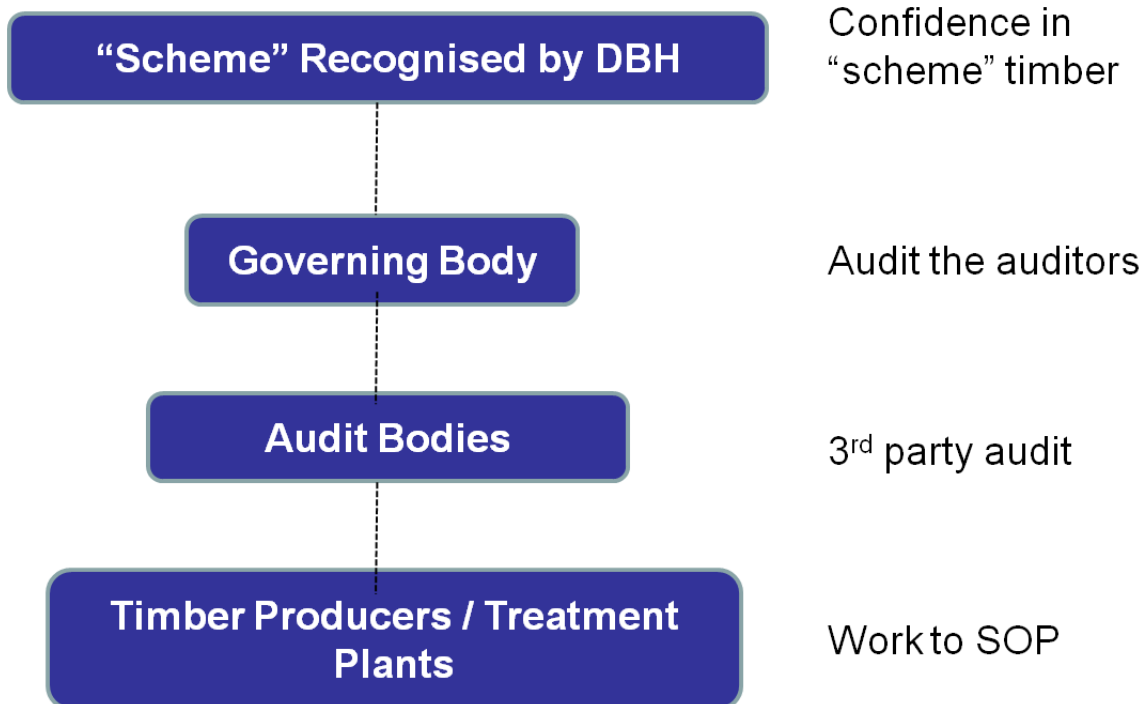 “Scheme” Recognised by DBH
Confidence in
“scheme” timber
Governing Body
Audit the auditors
Audit Bodies
3rd party audit
Timber Producers / Treatment
Plants
Work to SOP